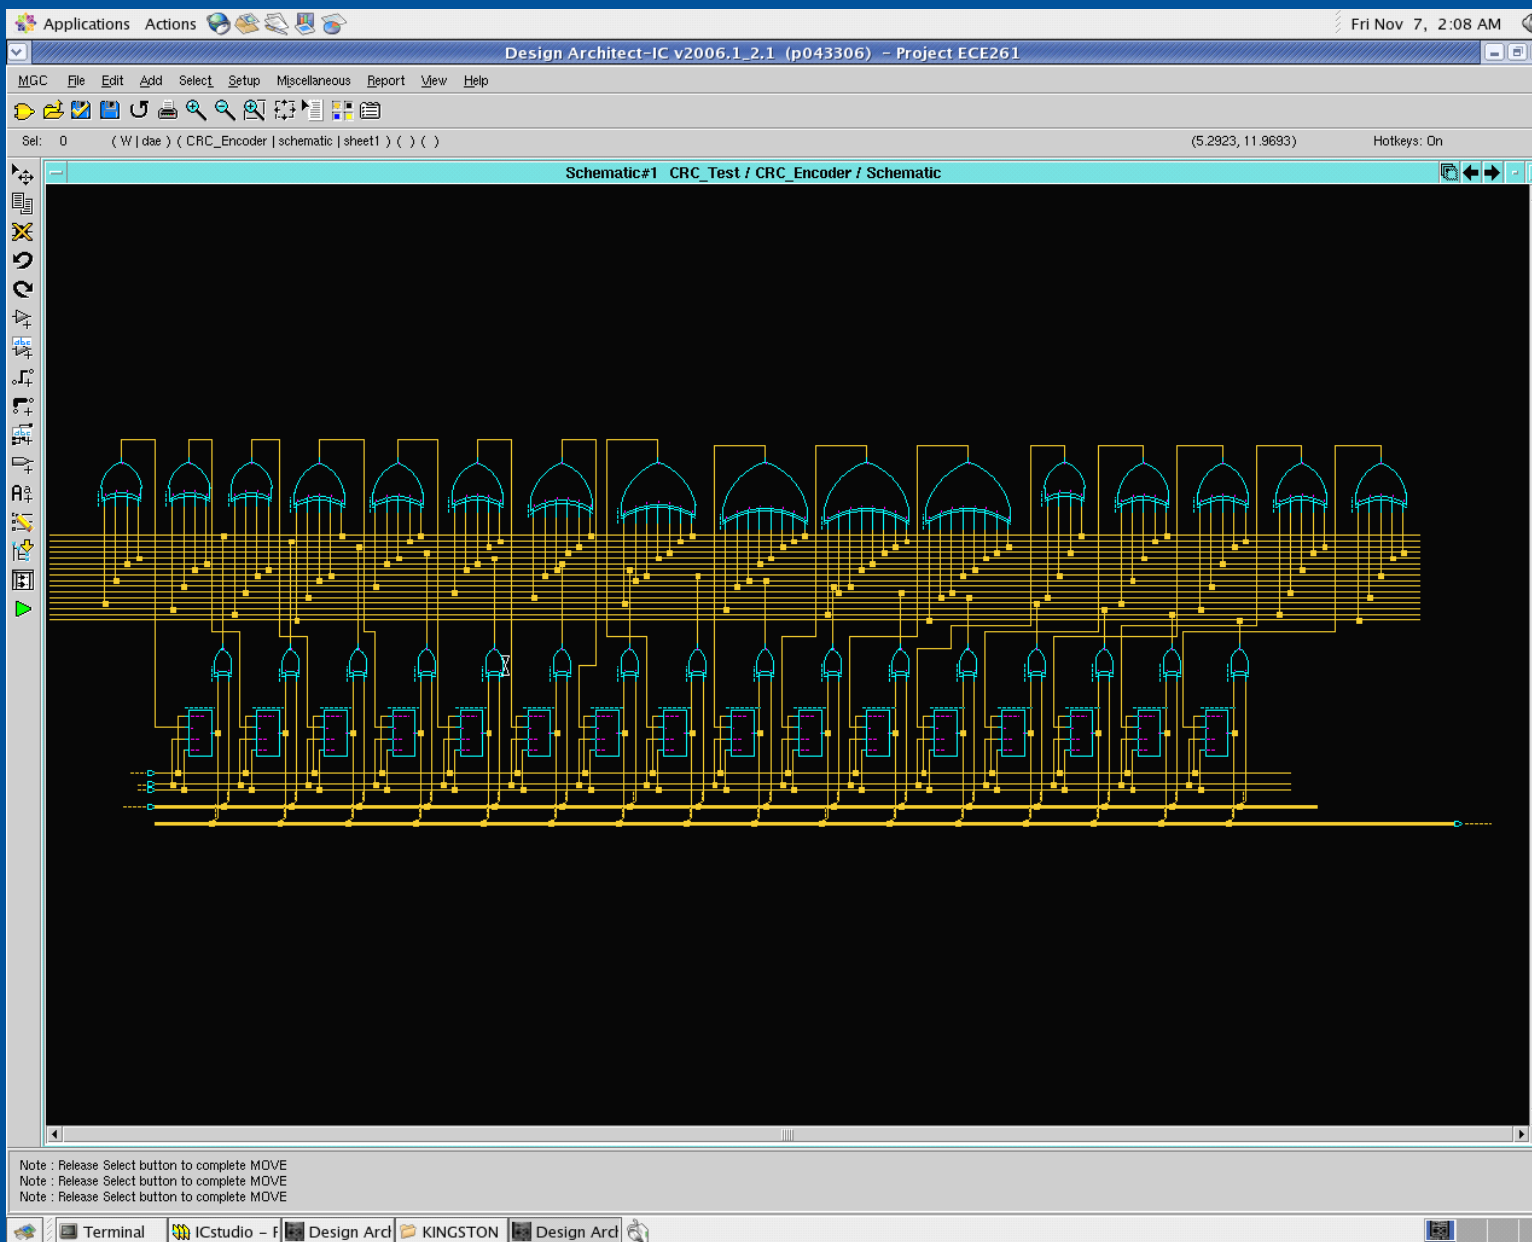 Applications Actions Fri Nov 7, 2:08 AM
Design Architect-IC v2006.1_2.1 (p043306) - Project ECE261
MGC File Edit Add Select Setup Miscellaneous Report View Help
Sel: 0 ( W | dae ) ( CRC_Encoder | schematic | sheet1 ) ( ) ( ) (5.2923, 11.9693) Hotkeys: On
Schematic#1 CRC_Test / CRC_Encoder / Schematic
Note : Release Select button to complete MOVE
Note : Release Select button to complete MOVE
Note : Release Select button to complete MOVE
Terminal ICstudio - F Design Arcl KINGSTON Design Arcl